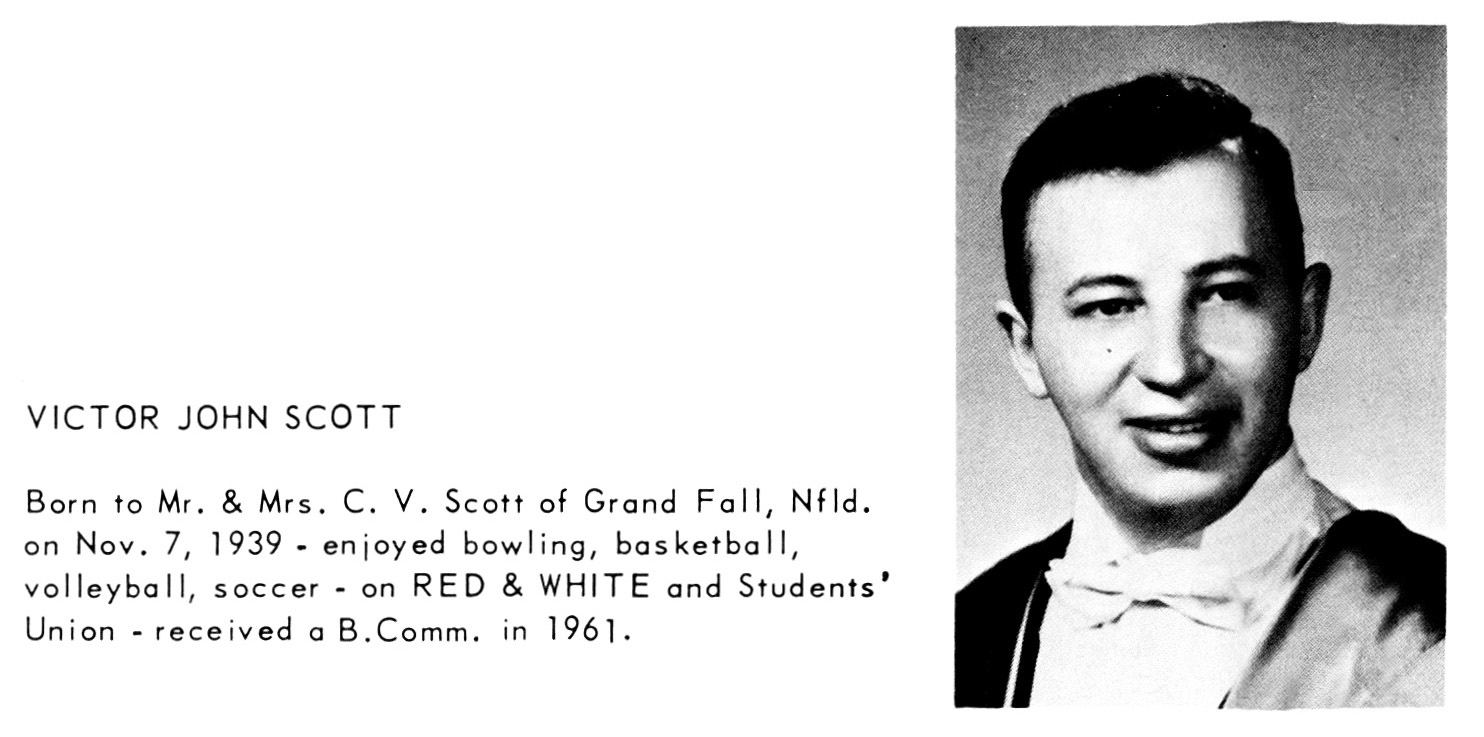 VICTOR JOHN SCOTT
Born to Mr. & Mrs. C. V. Scott of Grand Fall, Nfld.
on Nov. 7, 1939 - enjoyed bowling, basketball,
volleyball, soccer - on RED & WHITE and Students'
Union - received a B.Comm. in 1961.